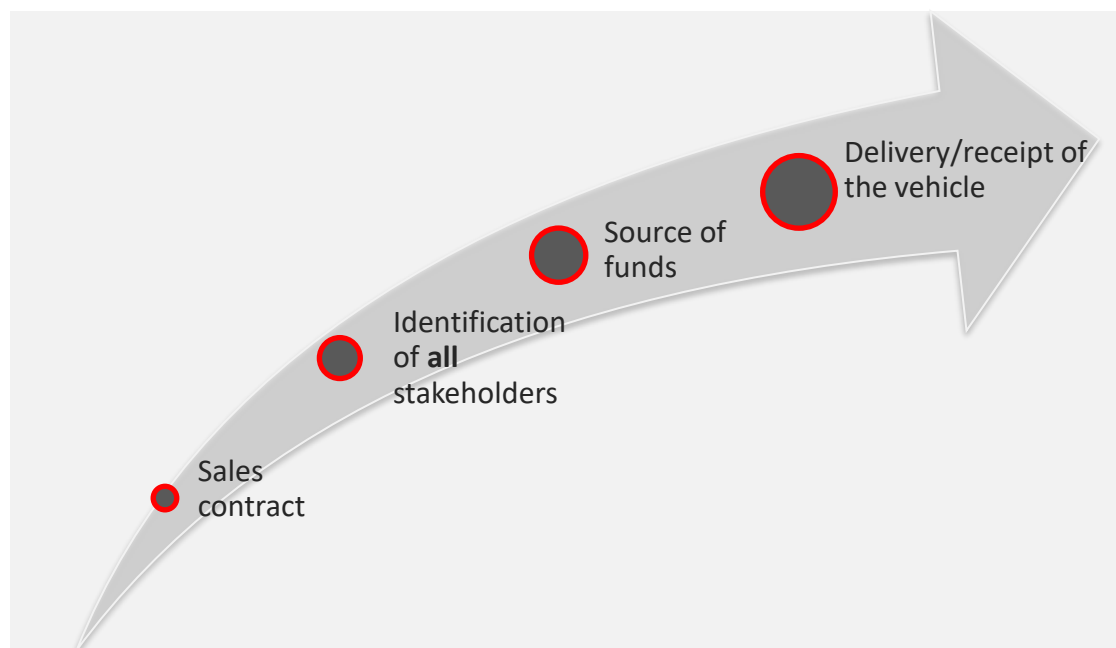 Sales
contract
Identification
of all
stakeholders
Source of
funds
Delivery/receipt of
the vehicle